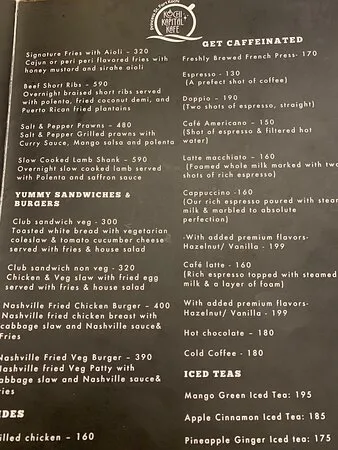 KOCHI
KAPITAL
KAFE
Signature Fries with Aioli - 320
Cajun or peri peri flavored fries with
honey mustard and sirahe aioli
Beef Short Ribs - 590
Overnight braised short ribs served
with polenta, fried coconut demi, and
Puerto Rican fingerlings
Salt & Pepper Prawns - 480
Salt & Pepper Grilled prawns with
Curry Sauce, Mango salsa and polenta
Slow Cooked Lamb Shank - 590
Overnight slow cooked lamb served
with Polenta and saffron sauce
YUMMY SANDWICHES &
BURGERS
Club sandwich veg - 300
Toasted white bread with vegetarian
coleslaw & tomato cucumber cheese
served with fries & house salad
Club sandwich non veg - 320
Chicken & Veg slaw with fried egg
served with fries & house salad
Nashville Fried Chicken Burger - 400
Nashville fried chicken breast with
cabbage slaw and Nashville sauce&
Fries
Nashville Fried Veg Burger - 390
Nashville fried Veg Patty with
abbage slaw and Nashville sauce&
ries
IDES
illed chicken - 160
GET CAFFEINATED
Freshly Brewed French Press- 170
Espresso - 130
(A prefect shot of coffee)
Doppio - 190
(Two shots of espresso, straight)
Café Americano - 150
(Shot of espresso & filtered hot
water)
Latte macchiato - 160
(Foamed whole milk marked with two
shots of rich espresso)
Cappuccino -160
(Our rich espresso poured with steam
milk & marbled to absolute
perfection)
-With added premium flavors-
Hazelnut/ Vanilla - 199
Café latte - 160
(Rich espresso topped with steamed
milk & a layer of foam)
With added premium flavors-
Hazelnut/ Vanilla - 199
Hot chocolate - 180
Cold Coffee - 180
ICED TEAS
Mango Green Iced Tea: 195
Apple Cinnamon Iced Tea: 185
Pineapple Ginger Iced tea: 175